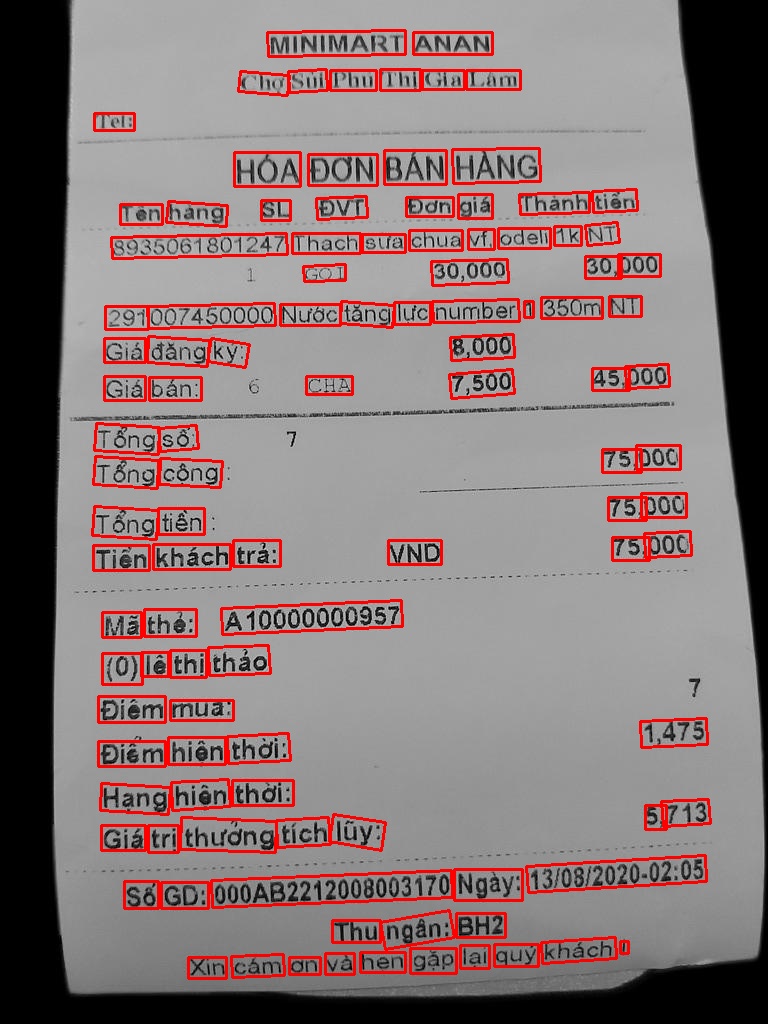 MINIMART ANAN
Chợ Sủi Phú Thị Gia Lâm
Tel:
HÓA ĐƠN BÁN HÀNG
Tên hàng SL ĐVT Đơn giá Thành tiền
8935061801247 Thach sưa chua vf, odeli 1k NT
1 GOI 30,000 30,000
291007450000 Nước tăng lực number 1 350m NT
Giá đăng ký: 8,000
Giá bán: 6 CHA 7,500 45,000
Tổng số: 7
Tổng cộng : 75,000
Tổng tiền : 75,000
Tiền khách trả: VND 75,000
Mã thẻ: A10000000957
(0) lê thị thảo
Điểm mua: 7
Điểm hiện thời: 1,475
Hạng hiện thời:
Giá trị thưởng tích lũy: 5,713
Số GD: 000AB2212008003170 Ngày: 13/08/2020-02:05
Thu ngân: BH2
Xin cám ơn và hẹn gặp lại quý khách !